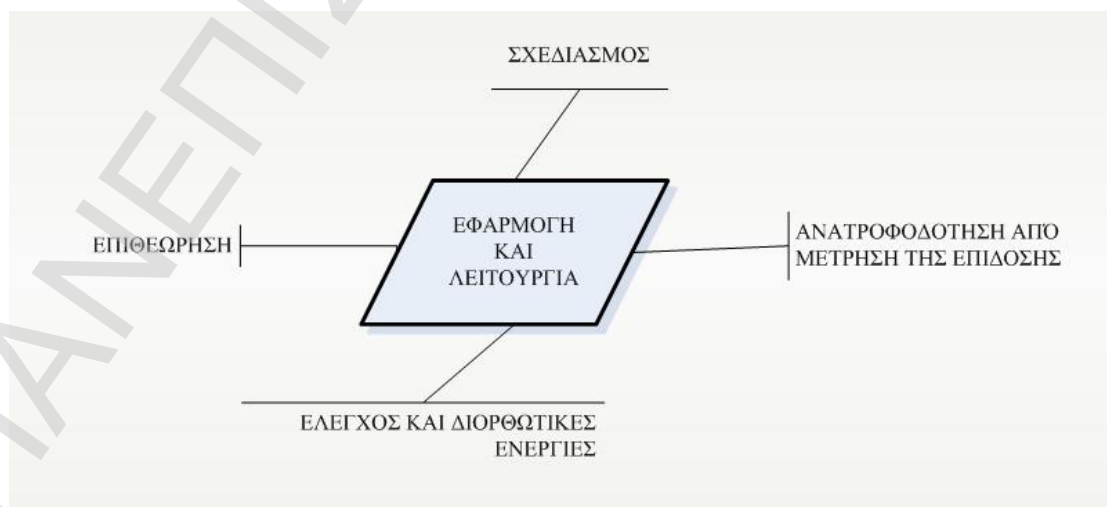 ΣΧΕΔΙΑΣΜΟΣ
ΕΦΑΡΜΟΓΗ
ΚΑΙ
ΛΕΙΤΟΥΡΓΙΑ
ΕΠΙΘΕΩΡΗΣΗ
ΑΝΑΤΡΟΦΟΔΟΤΗΣΗ ΑΠΌ
ΜΕΤΡΗΣΗ ΤΗΣ ΕΠΙΔΟΣΗΣ
ΕΛΕΓΧΟΣ ΚΑΙ ΔΙΟΡΘΩΤΙΚΕΣ
ΕΝΕΡΓΙΕΣ